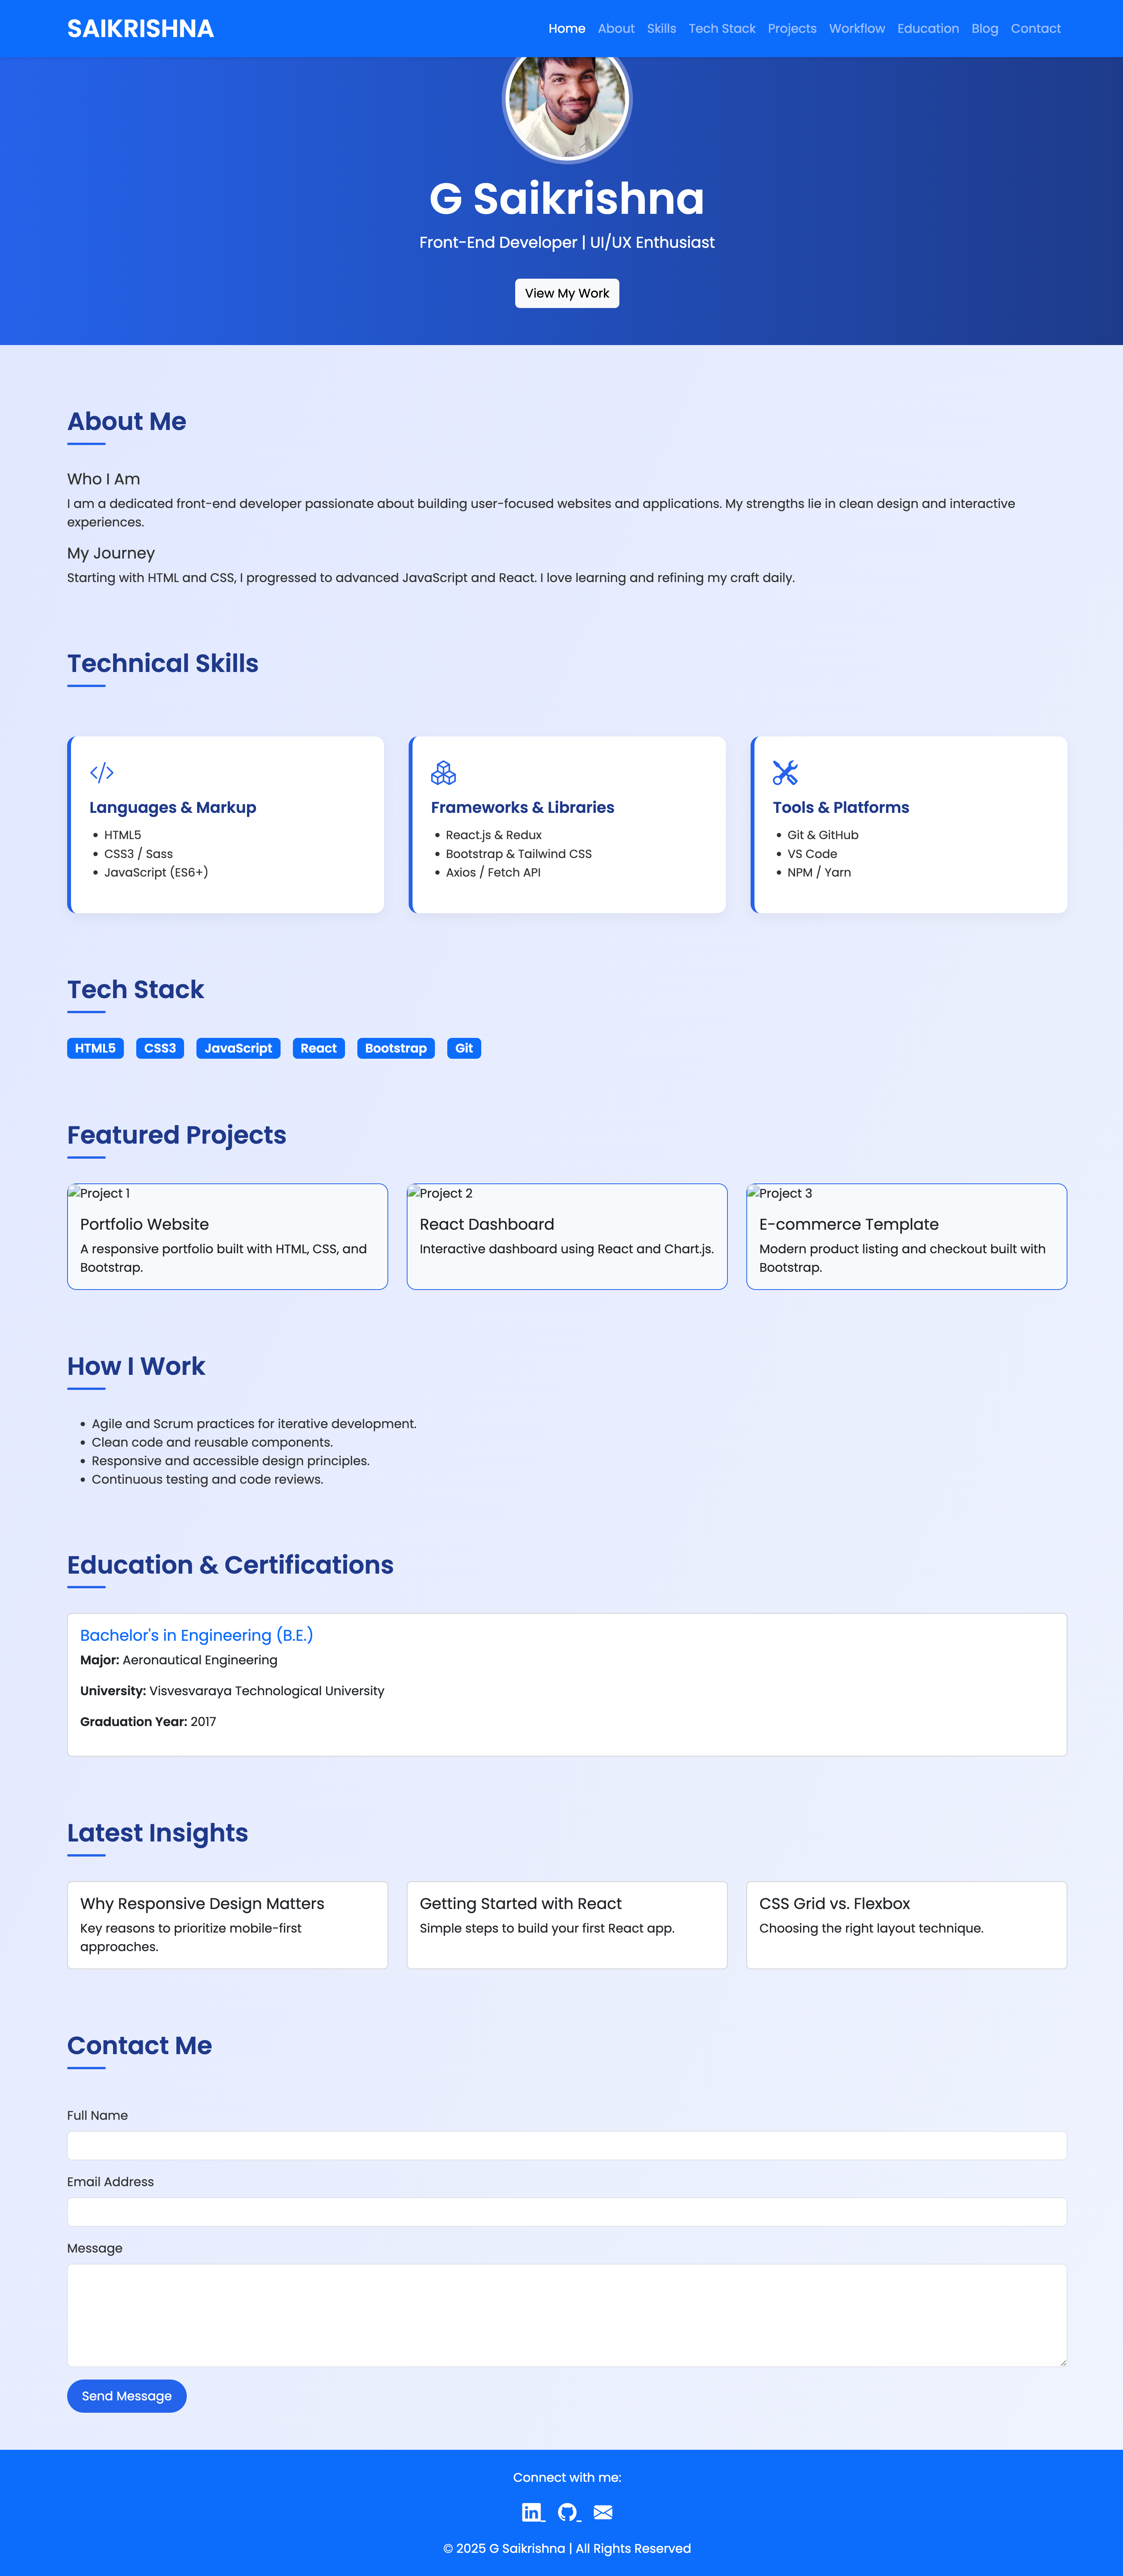 SAIKRISHNA
Home About Skills Tech Stack Projects Workflow Education Blog Contact
G Saikrishna
Front-End Developer | UI/UX Enthusiast
View My Work
About Me
Who I Am
I am a dedicated front-end developer passionate about building user-focused websites and applications. My strengths lie in clean design and interactive
experiences.
My Journey
Starting with HTML and CSS, I progressed to advanced JavaScript and React. I love learning and refining my craft daily.
Technical Skills
Languages & Markup
• HTML5
• CSS3 / Sass
• JavaScript (ES6+)
Frameworks & Libraries
• React.js & Redux
• Bootstrap & Tailwind CSS
• Axios / Fetch API
Tools & Platforms
• Git & GitHub
• VS Code
• NPM / Yarn
Tech Stack
HTML5 CSS3 JavaScript React Bootstrap Git
Featured Projects
Project 1
Portfolio Website
A responsive portfolio built with HTML, CSS, and
Bootstrap.
Project 2
React Dashboard
Interactive dashboard using React and Chart.js.
Project 3
E-commerce Template
Modern product listing and checkout built with
Bootstrap.
How I Work
• Agile and Scrum practices for iterative development.
• Clean code and reusable components.
• Responsive and accessible design principles.
• Continuous testing and code reviews.
Education & Certifications
Bachelor's in Engineering (B.E.)
Major: Aeronautical Engineering
University: Visvesvaraya Technological University
Graduation Year: 2017
Latest Insights
Why Responsive Design Matters
Key reasons to prioritize mobile-first
approaches.
Getting Started with React
Simple steps to build your first React app.
CSS Grid vs. Flexbox
Choosing the right layout technique.
Contact Me
Full Name
Email Address
Message
Send Message
Connect with me:
© 2025 G Saikrishna | All Rights Reserved